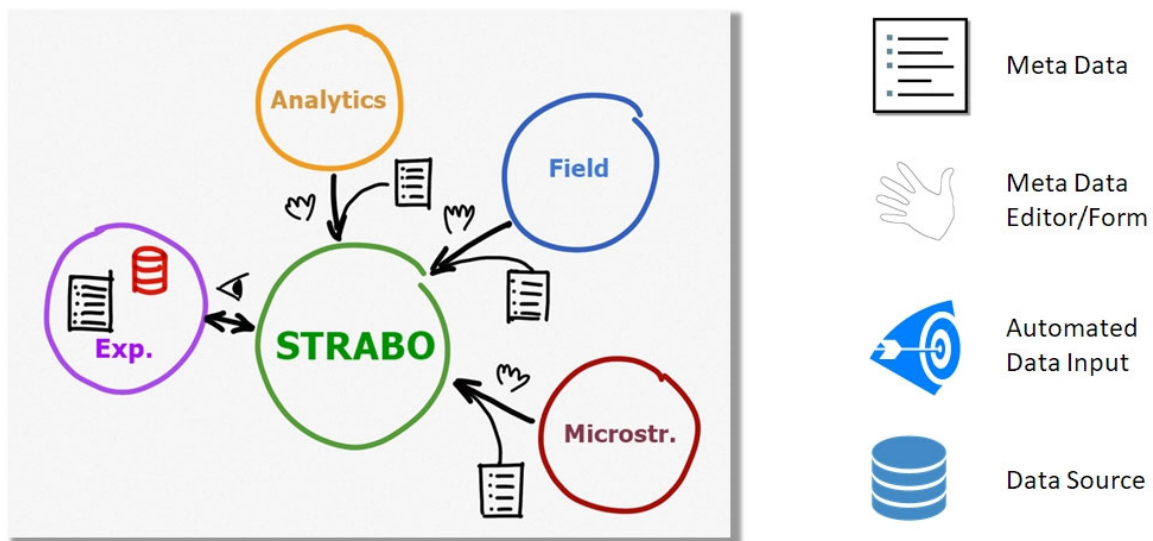 Analytics
Field
Exp.
STRABO
Microstr.
Meta Data
Meta Data
Editor/Form
Automated
Data Input
Data Source